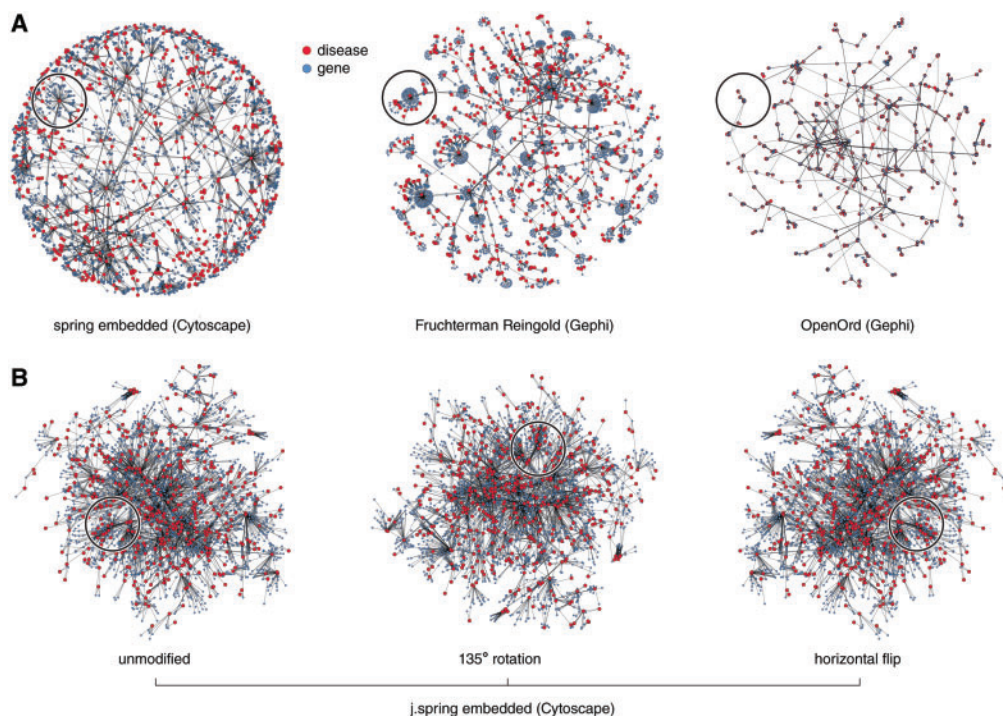 A
disease
gene
spring embedded (Cytoscape)
Fruchterman Reingold (Gephi)
OpenOrd (Gephi)
B
unmodified
135° rotation
horizontal flip
j.spring embedded (Cytoscape)